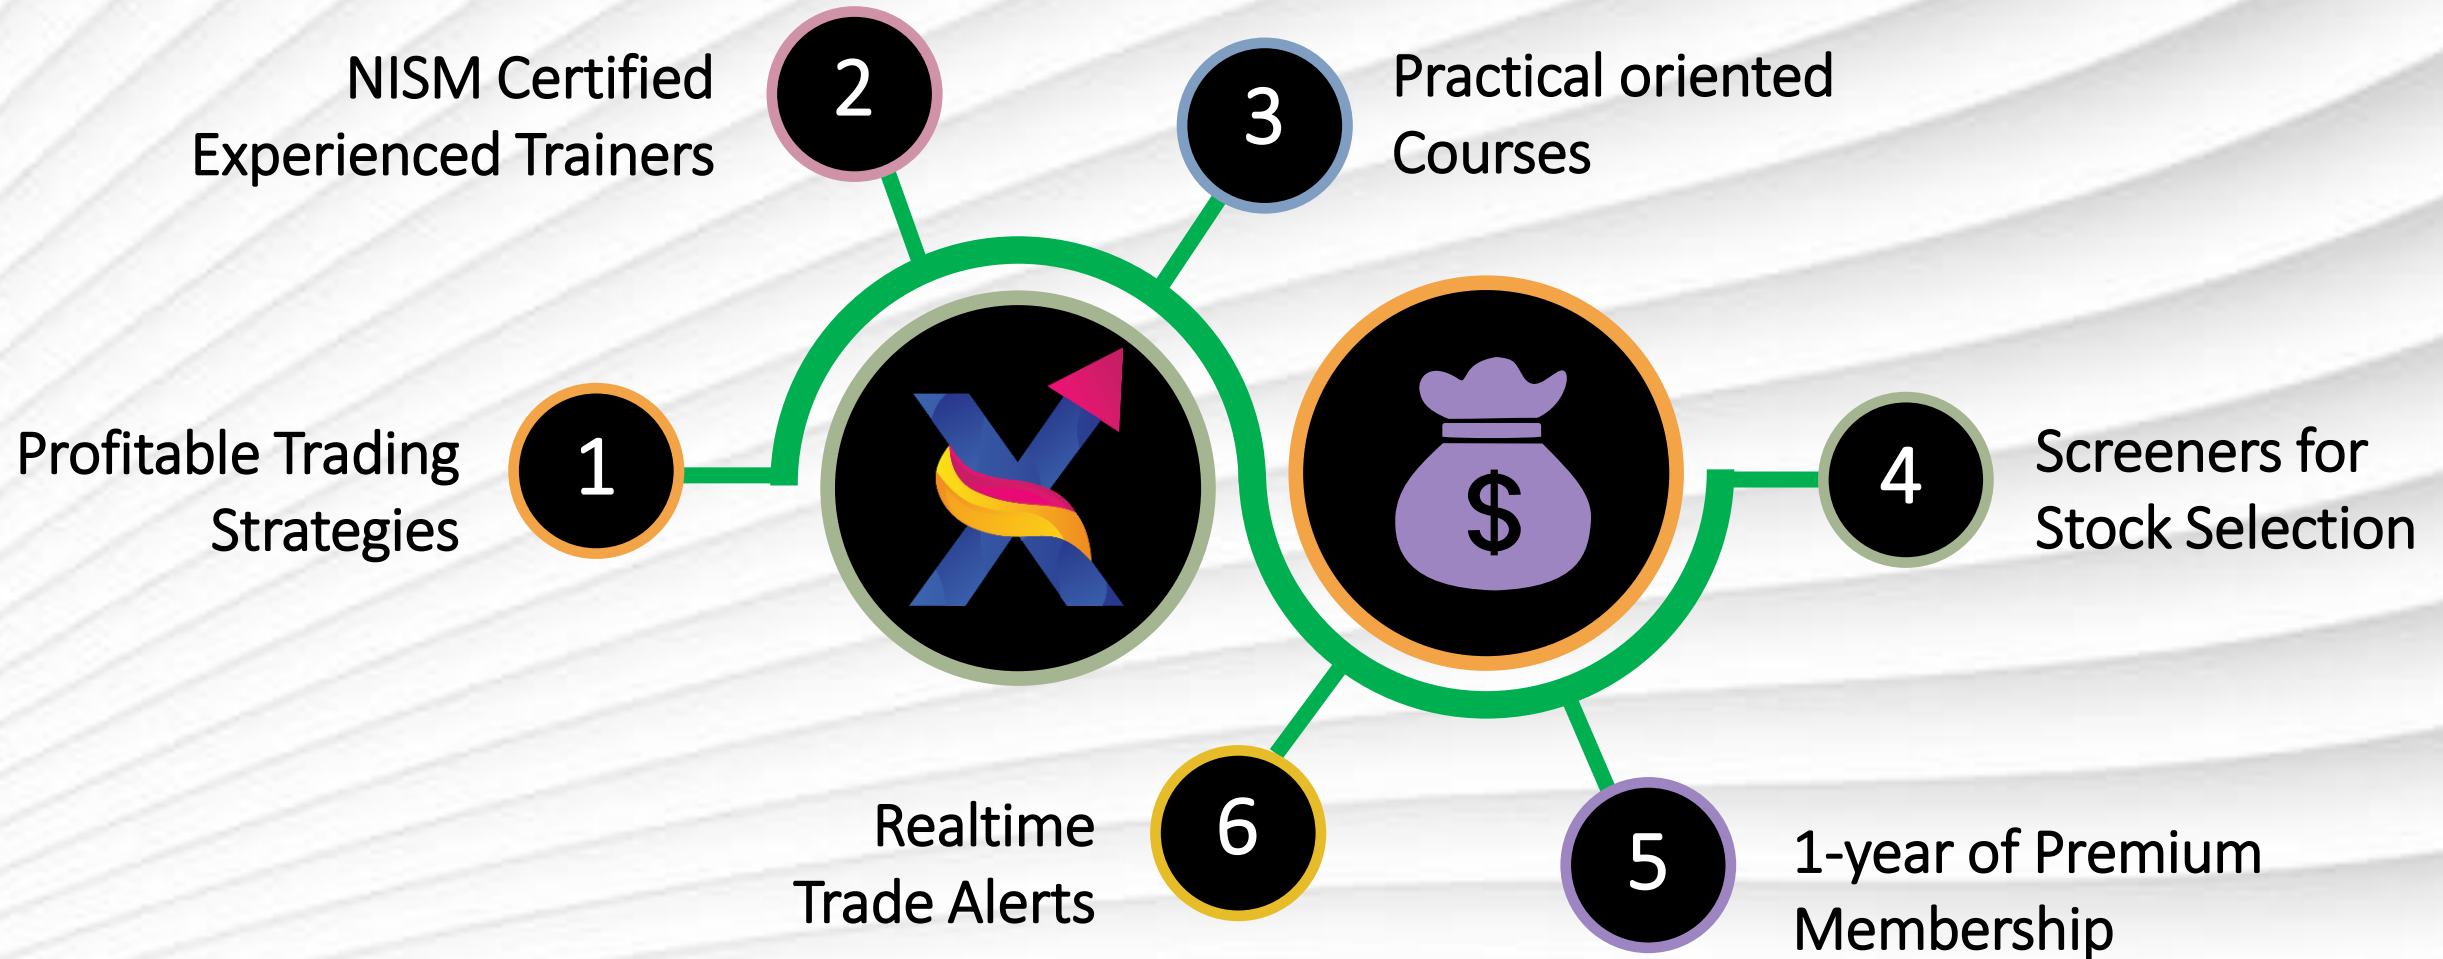 1
Profitable Trading
Strategies
2
NISM Certified
Experienced Trainers
3
Practical oriented
Courses
4
Screeners for
Stock Selection
5
1-year of Premium
Membership
6
Realtime
Trade Alerts
$